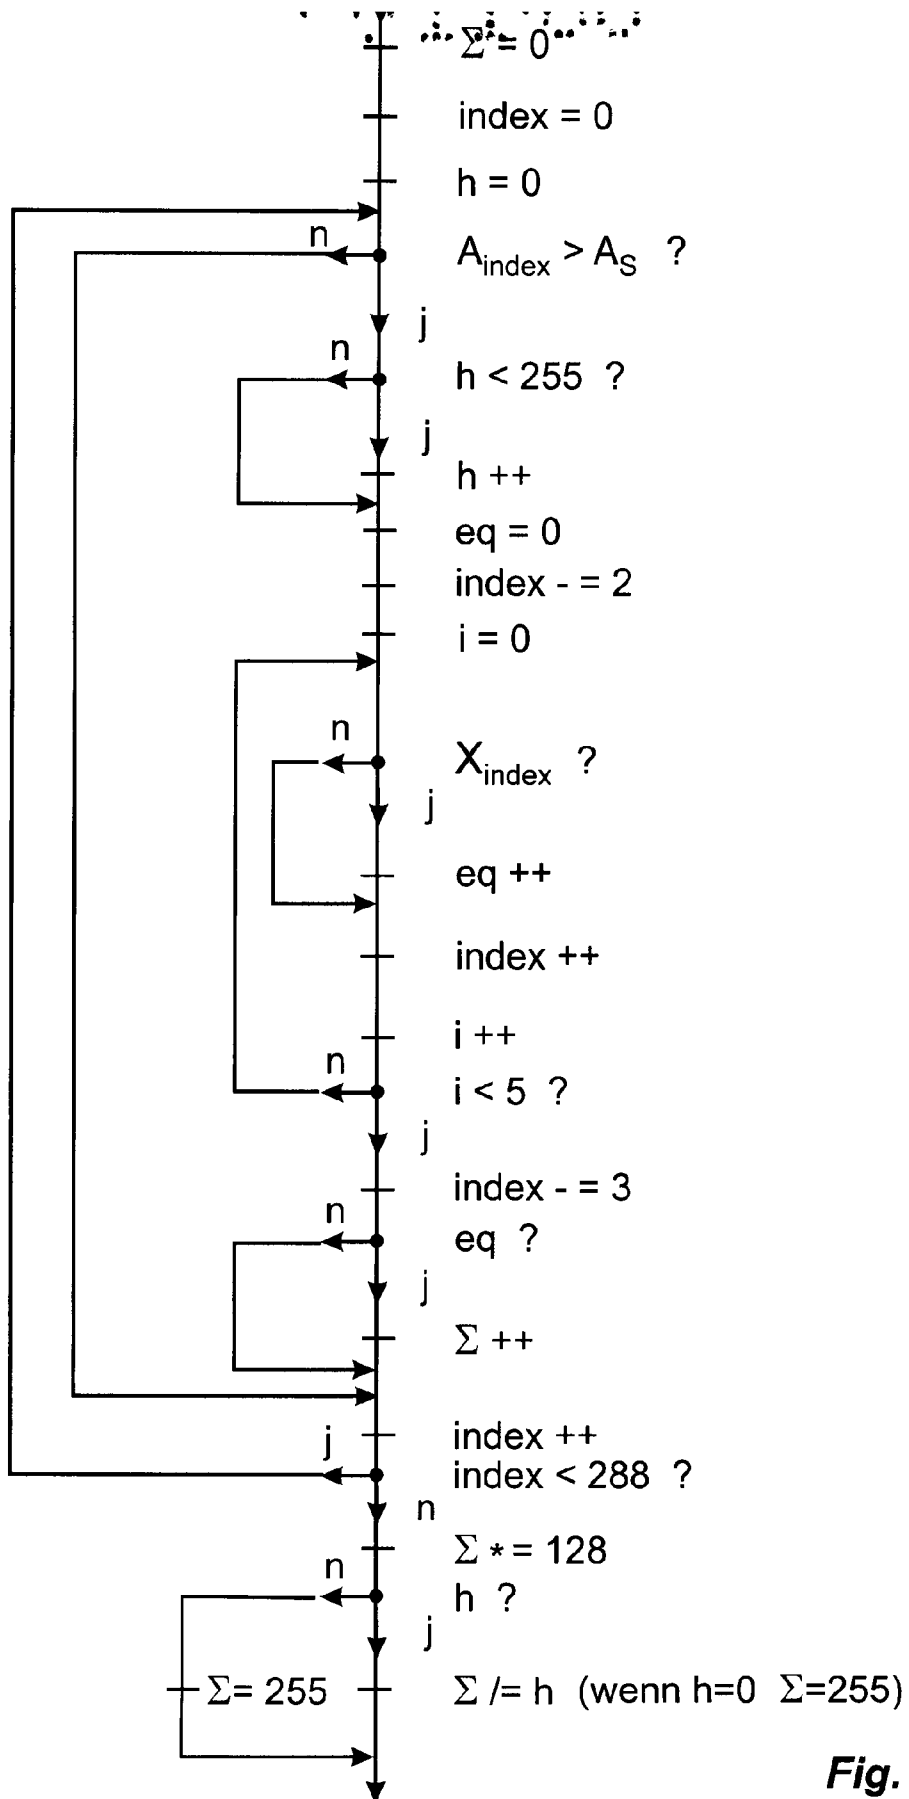 Σ = 0
index = 0
h = 0
n
A_index > A_S ?
j
n
h < 255 ?
j
h ++
eq = 0
index - = 2
i = 0
n
X_index ?
j
eq ++
index ++
i ++
n
i < 5 ?
j
index - = 3
n
eq ?
j
Σ ++
j
index ++
index < 288 ?
n
Σ * = 128
n
h ?
j
Σ= 255
Σ /= h (wenn h=0 Σ=255)
Fig.